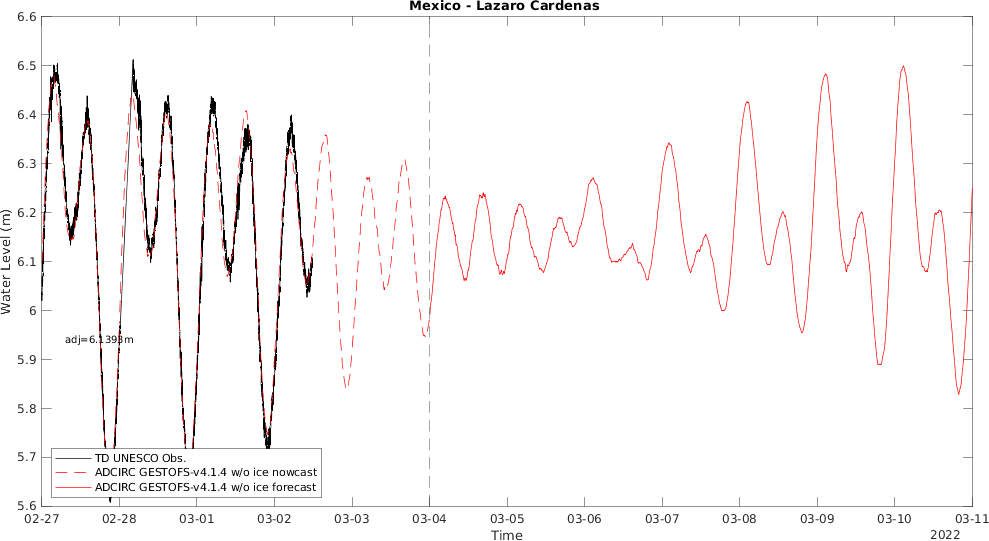 Mexico - Lazaro Cardenas
6.6
6.5
6.4
6.3
6.2
6.1
6
5.9
5.8
5.7
5.6
Water Level (m)
adj=6.1393m
TD UNESCO Obs.
ADCIRC GESTOFS-v4.1.4 w/o ice nowcast
ADCIRC GESTOFS-v4.1.4 w/o ice forecast
02-27 02-28 03-01 03-02 03-03 03-04 03-05 03-06 03-07 03-08 03-09 03-10 03-11
Time
2022